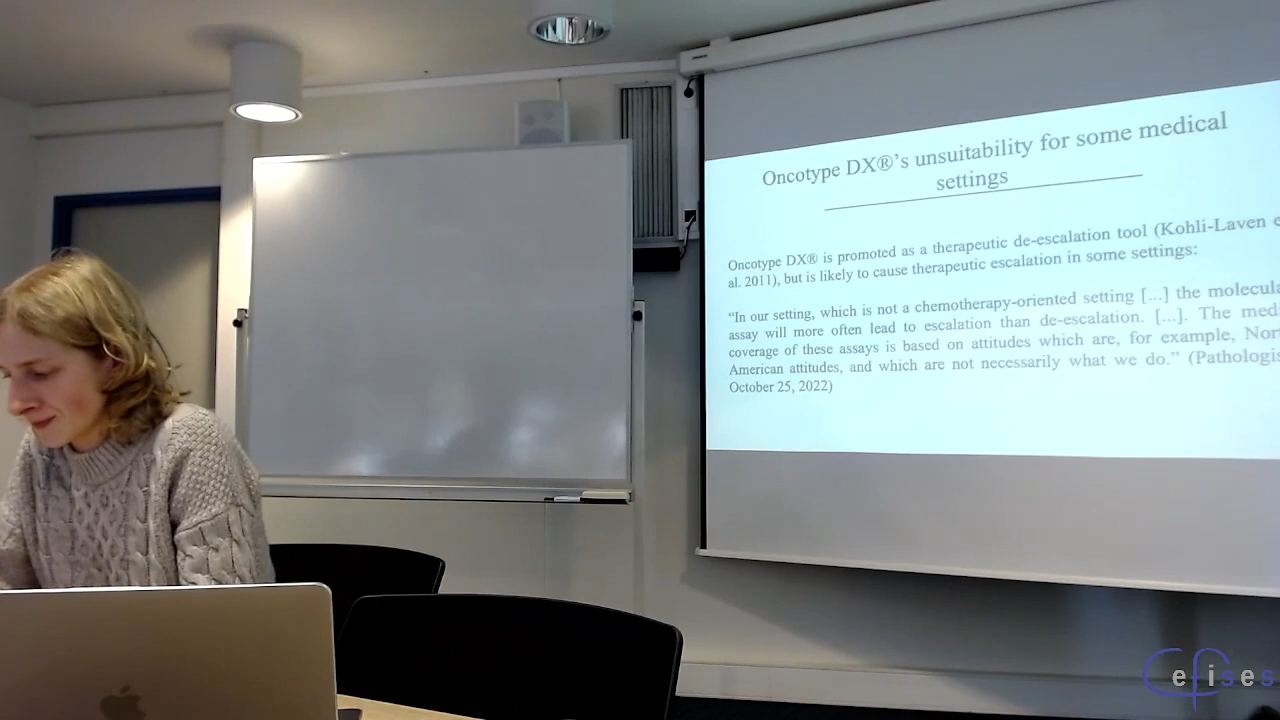 Oncotype DX®'s unsuitability for some medical
settings
Oncotype DX® is promoted as a therapeutic de-escalation tool (Kohli-Laven e
al. 2011), but is likely to cause therapeutic escalation in some settings:
“In our setting, which is not a chemotherapy-oriented setting [...] the molecula
assay will more often lead to escalation than de-escalation. [...]. The medi
coverage of these assays is based on attitudes which are, for example, Nort
American attitudes, and which are not necessarily what we do.” (Pathologis
October 25, 2022)
Cefises